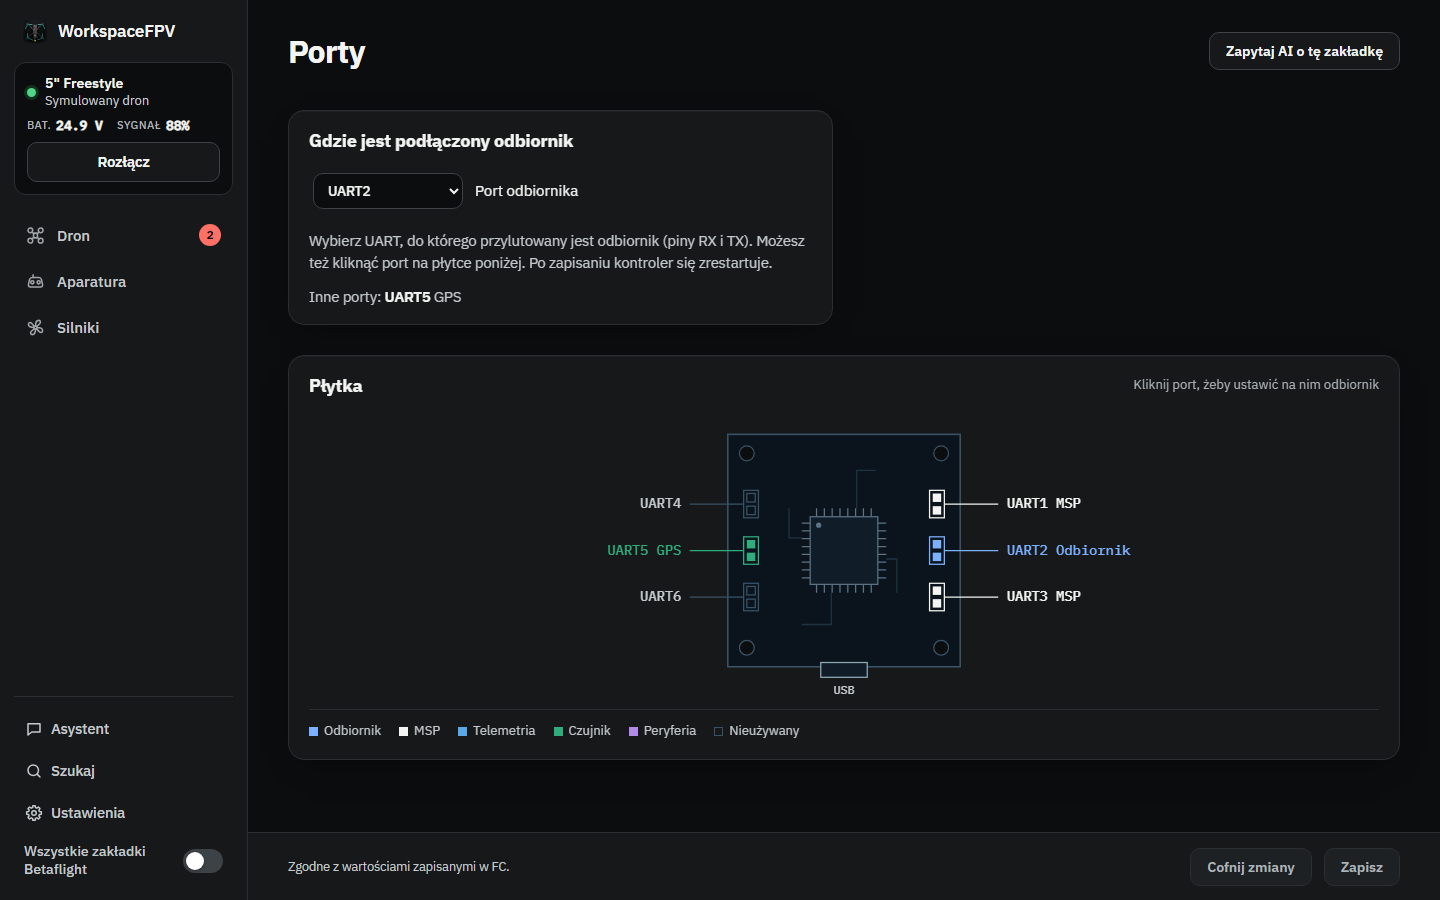 WorkspaceFPV
5" Freestyle
Symulowany dron
BAT. 24.9 V SYGNAŁ 88%
Rozłącz
Dron 2
Aparatura
Silniki
Asystent
Szukaj
Ustawienia
Wszystkie zakładki
Betaflight
Porty
Zapytaj AI o tę zakładkę
Gdzie jest podłączony odbiornik
UART2 Port odbiornika
Wybierz UART, do którego przylutowany jest odbiornik (piny RX i TX). Możesz
też kliknąć port na płytce poniżej. Po zapisaniu kontroler się zrestartuje.
Inne porty: UART5 GPS
Płytka
Kliknij port, żeby ustawić na nim odbiornik
UART4
UART5 GPS
UART6
UART1 MSP
UART2 Odbiornik
UART3 MSP
USB
Odbiornik MSP Telemetria Czujnik Peryferia Nieużywany
Zgodne z wartościami zapisanymi w FC.
Cofnij zmiany
Zapisz